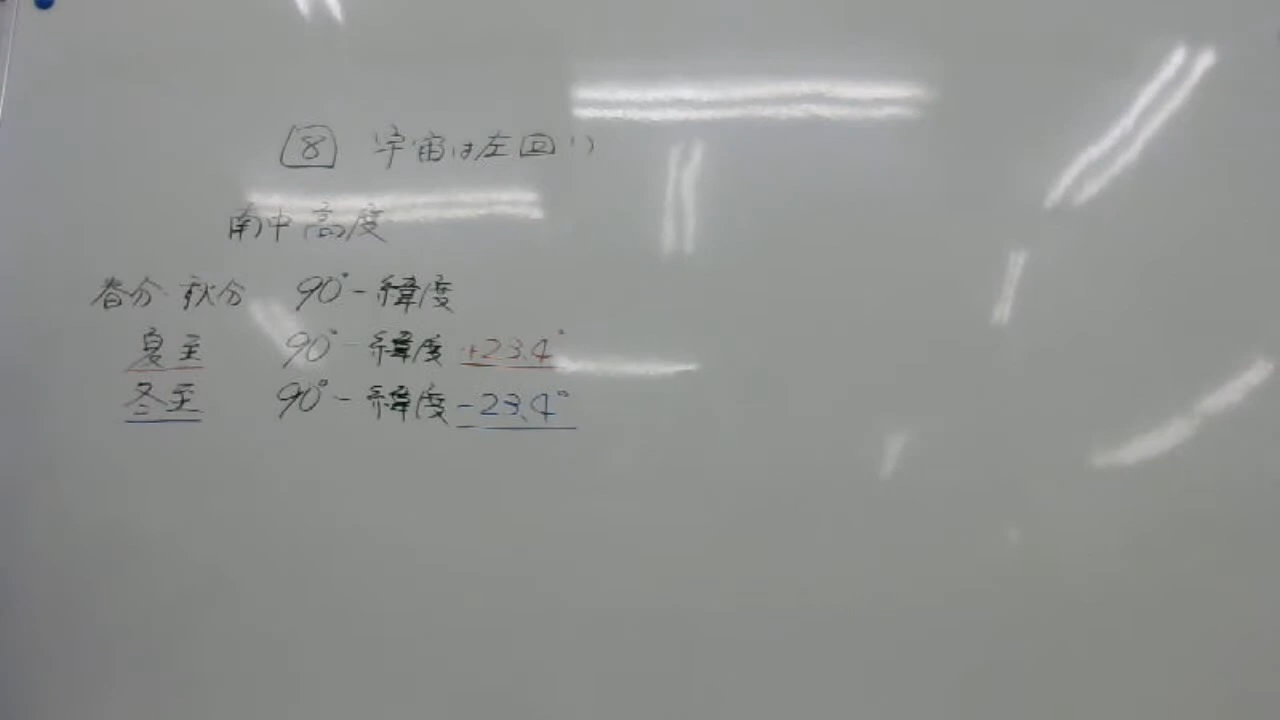 8 宇宙は左回り
南中高度
春分・秋分 90°-緯度
夏至 90°-緯度 +23.4°
冬至 90°-緯度 -23.4°